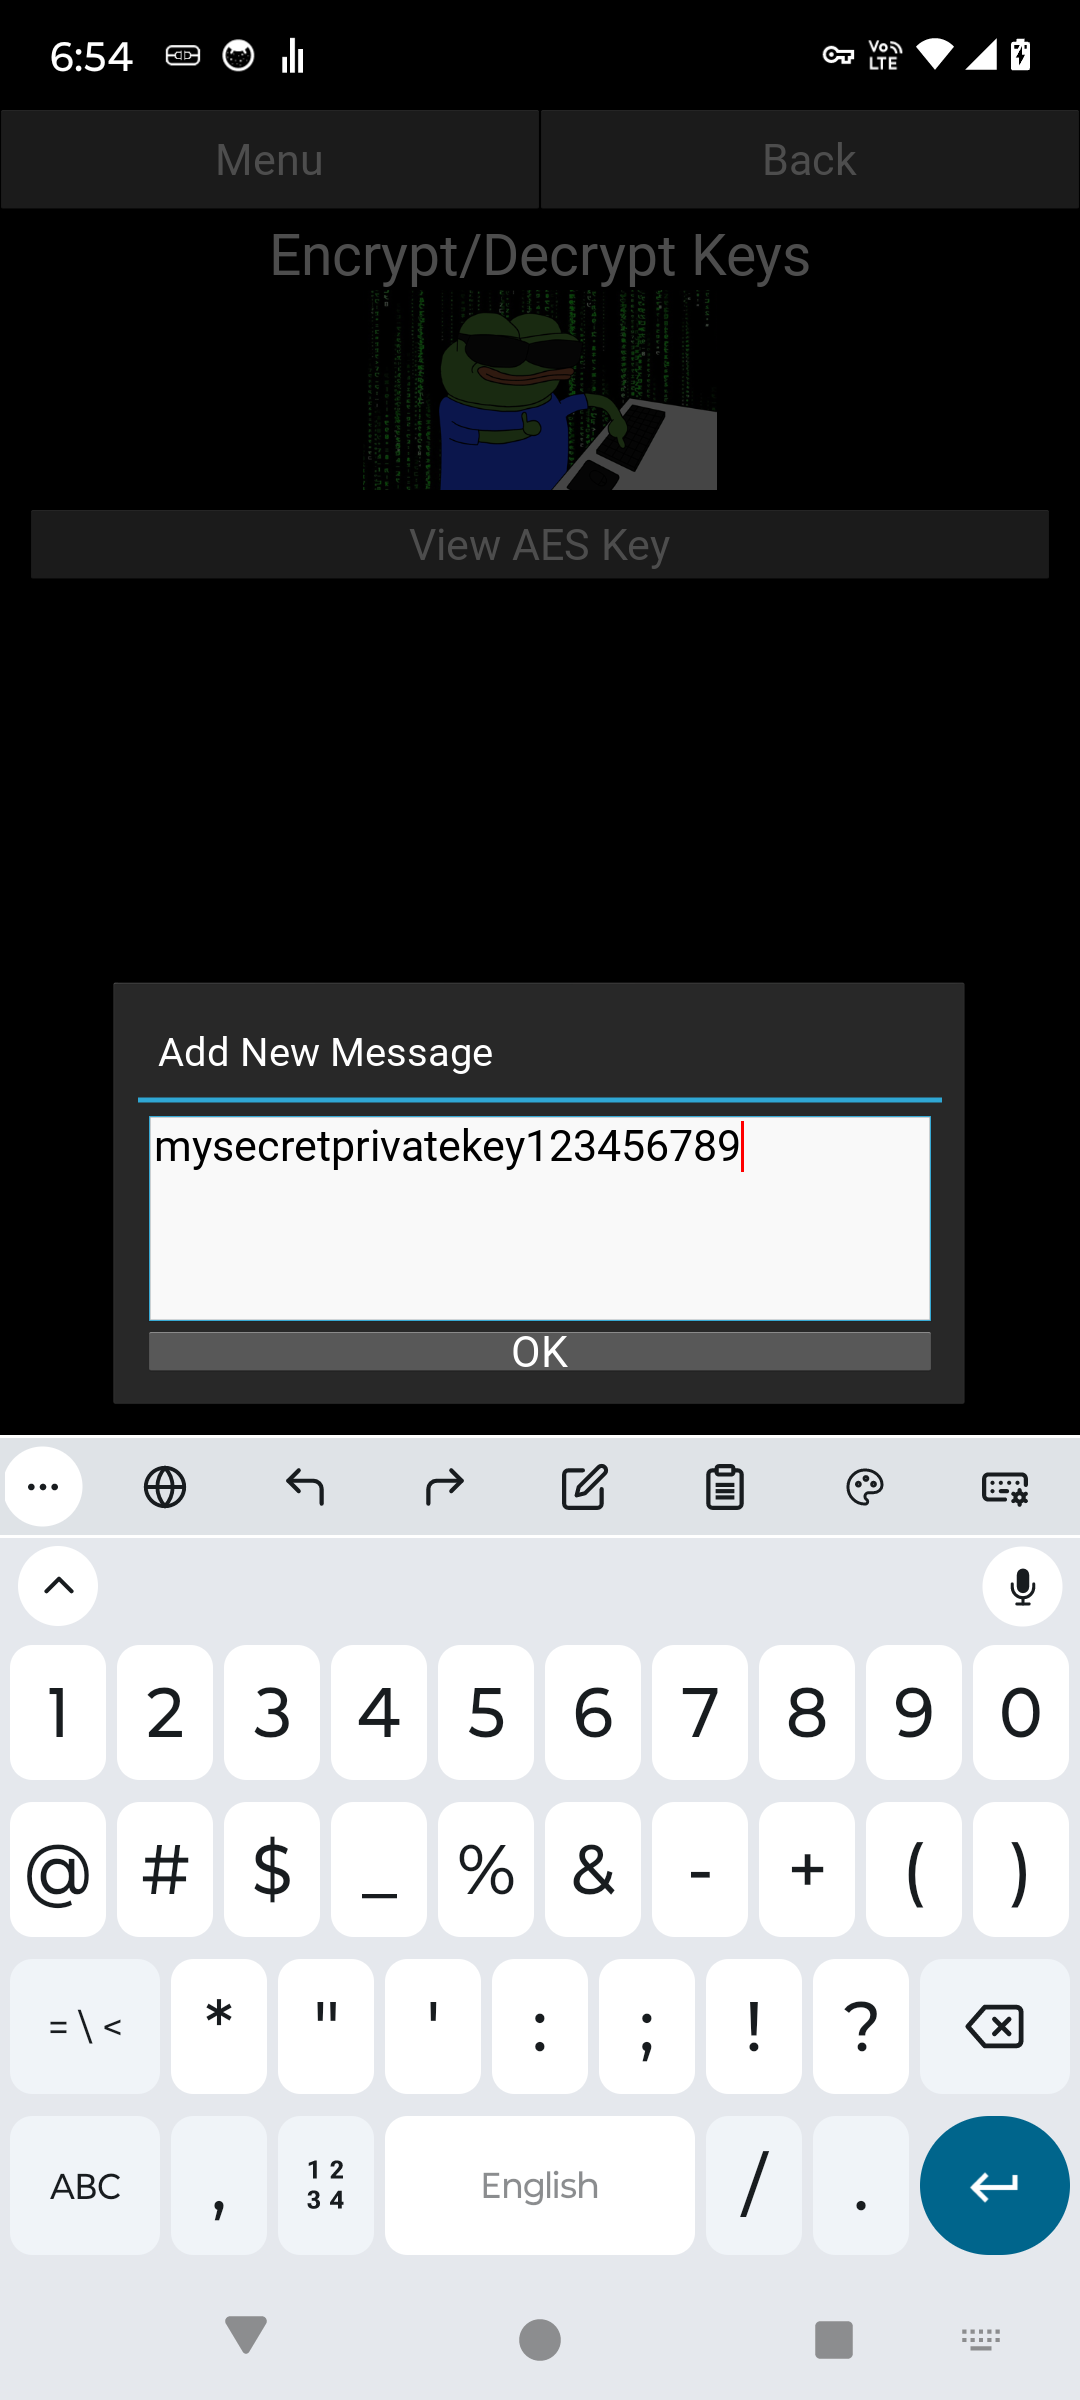 6:54
Vo
LTE
Menu Back
Encrypt/Decrypt Keys
View AES Key
Add New Message
mysecretprivatekey123456789
OK
1 2 3 4 5 6 7 8 9 0
@ # $ _ % & - + ( )
= \ < * " ' : ; ! ?
ABC , 1 2 3 4 English / .